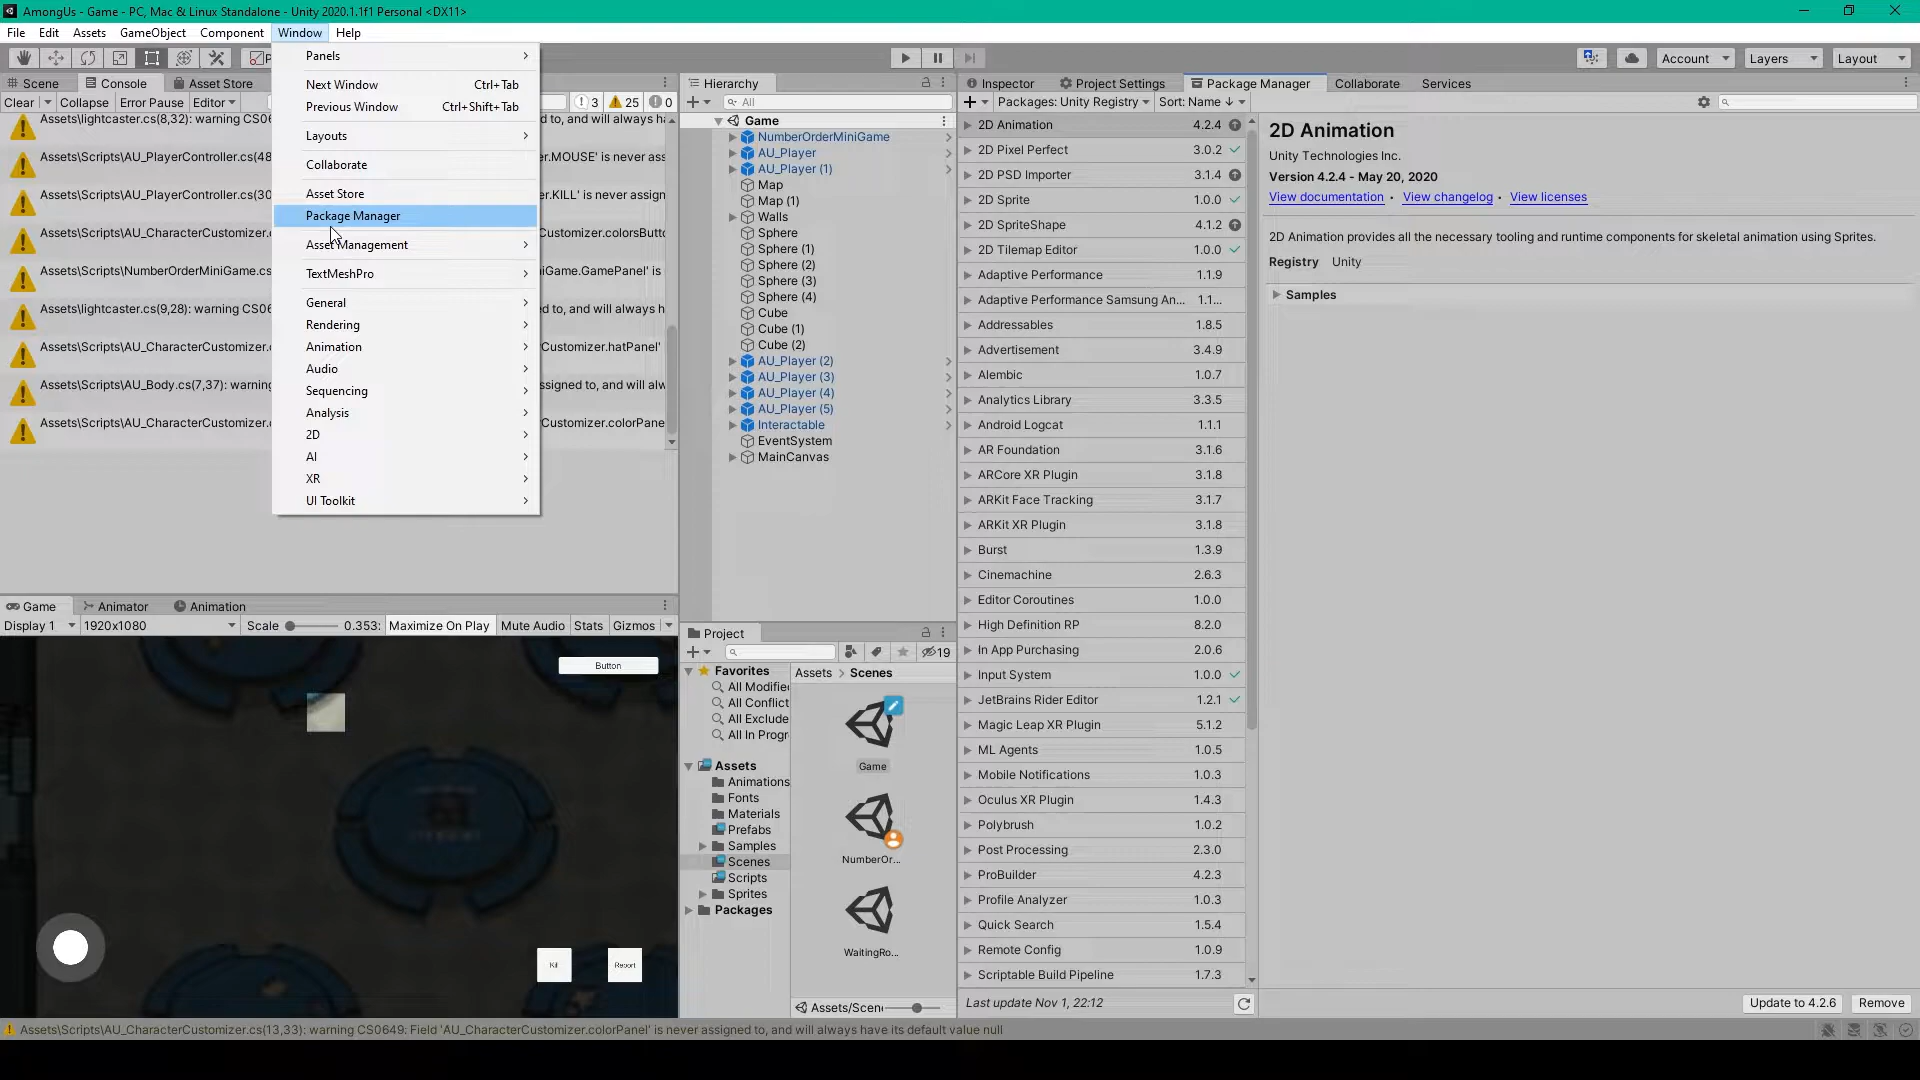 AmongUs - Game - PC, Mac & Linux Standalone - Unity 2020.1.1f1 Personal <DX11>
File Edit Assets GameObject Component Window Help
Account Layers Layout
Scene Console Asset Store
Clear Collapse Error Pause Editor 3 25 0
Assets\lightcaster.cs(8,32): warning CS06
ed to, and will always ha
Assets\Scripts\AU_PlayerController.cs(48
er.MOUSE' is never ass
Assets\Scripts\AU_PlayerController.cs(30
er.KILL' is never assign
Assets\Scripts\AU_CharacterCustomizer.c
Customizer.colorsButto
Assets\Scripts\NumberOrderMiniGame.cs
niGame.GamePanel' is
Assets\lightcaster.cs(9,28): warning CS06
ed to, and will always h
Assets\Scripts\AU_CharacterCustomizer.c
Customizer.hatPanel'
Assets\Scripts\AU_Body.cs(7,37): warning
ssigned to, and will alw
Assets\Scripts\AU_CharacterCustomizer.c
Customizer.colorPane
Panels
Next Window Ctrl+Tab
Previous Window Ctrl+Shift+Tab
Layouts
Collaborate
Asset Store
Package Manager
Asset Management
TextMeshPro
General
Rendering
Animation
Audio
Sequencing
Analysis
2D
AI
XR
UI Toolkit
Game Animator Animation
Display 1 1920x1080 Scale 0.353: Maximize On Play Mute Audio Stats Gizmos
Button
Kill
Report
Hierarchy
All
Game
NumberOrderMiniGame
AU_Player
AU_Player (1)
Map
Map (1)
Walls
Sphere
Sphere (1)
Sphere (2)
Sphere (3)
Sphere (4)
Cube
Cube (1)
Cube (2)
AU_Player (2)
AU_Player (3)
AU_Player (4)
AU_Player (5)
Interactable
EventSystem
MainCanvas
Project
19
Favorites
All Modifie
All Conflict
All Exclude
All In Progr
Assets
Animations
Fonts
Materials
Prefabs
Samples
Scenes
Scripts
Sprites
Packages
Assets > Scenes
Game
NumberOr...
WaitingRo...
Assets/Scen
Inspector Project Settings Package Manager Collaborate Services
Packages: Unity Registry Sort: Name
2D Animation 4.2.4
2D Pixel Perfect 3.0.2
2D PSD Importer 3.1.4
2D Sprite 1.0.0
2D SpriteShape 4.1.2
2D Tilemap Editor 1.0.0
Adaptive Performance 1.1.9
Adaptive Performance Samsung An... 1.1...
Addressables 1.8.5
Advertisement 3.4.9
Alembic 1.0.7
Analytics Library 3.3.5
Android Logcat 1.1.1
AR Foundation 3.1.6
ARCore XR Plugin 3.1.8
ARKit Face Tracking 3.1.7
ARKit XR Plugin 3.1.8
Burst 1.3.9
Cinemachine 2.6.3
Editor Coroutines 1.0.0
High Definition RP 8.2.0
In App Purchasing 2.0.6
Input System 1.0.0
JetBrains Rider Editor 1.2.1
Magic Leap XR Plugin 5.1.2
ML Agents 1.0.5
Mobile Notifications 1.0.3
Oculus XR Plugin 1.4.3
Polybrush 1.0.2
Post Processing 2.3.0
ProBuilder 4.2.3
Profile Analyzer 1.0.3
Quick Search 1.5.4
Remote Config 1.0.9
Scriptable Build Pipeline 1.7.3
Last update Nov 1, 22:12
2D Animation
Unity Technologies Inc.
Version 4.2.4 - May 20, 2020
View documentation • View changelog • View licenses
2D Animation provides all the necessary tooling and runtime components for skeletal animation using Sprites.
Registry Unity
Samples
Update to 4.2.6 Remove
Assets\Scripts\AU_CharacterCustomizer.cs(13,33): warning CS0649: Field 'AU_CharacterCustomizer.colorPanel' is never assigned to, and will always have its default value null